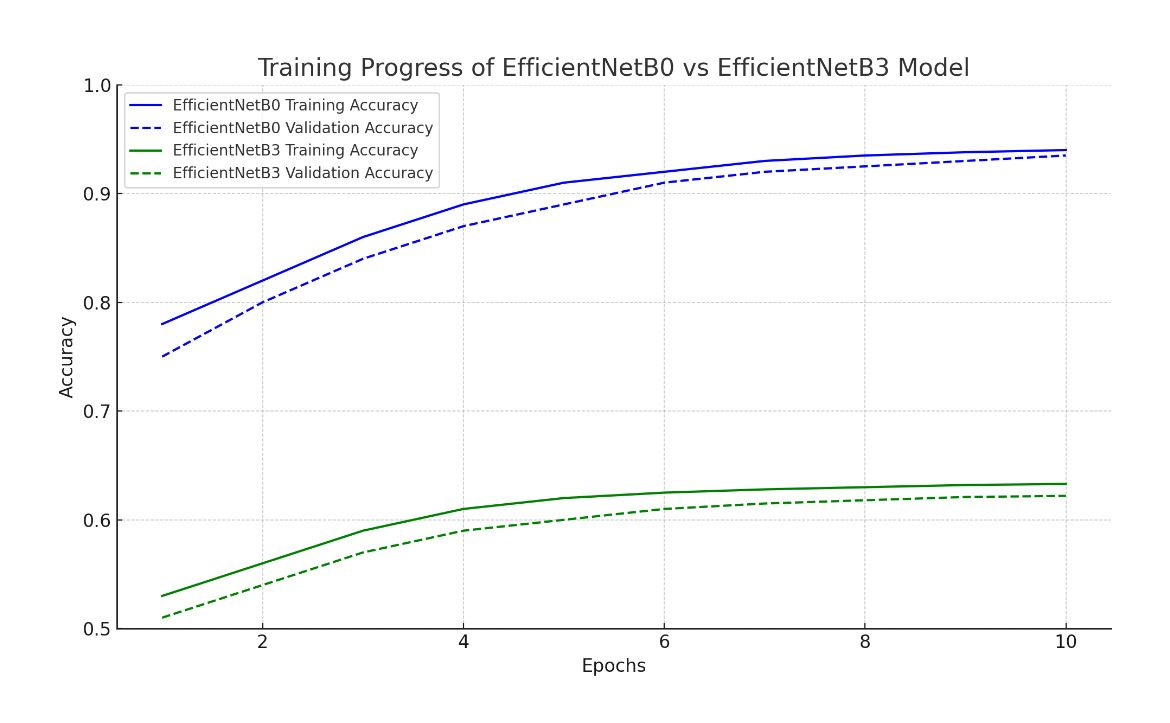 Training Progress of EfficientNetB0 vs EfficientNetB3 Model
EfficientNetB0 Training Accuracy
EfficientNetB0 Validation Accuracy
EfficientNetB3 Training Accuracy
EfficientNetB3 Validation Accuracy
1.0
0.9
0.8
0.7
0.6
0.5
Accuracy
2 4 6 8 10
Epochs